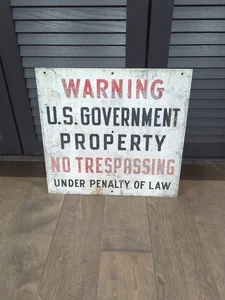 WARNING
U.S. GOVERNMENT
PROPERTY
NO TRESPASSING
UNDER PENALTY OF LAW